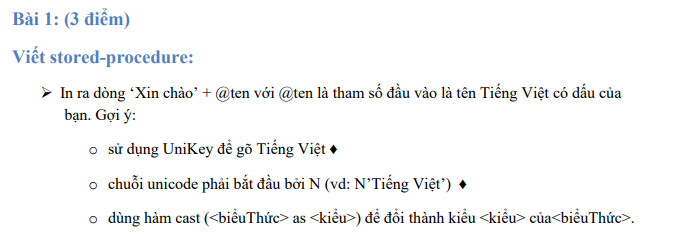 Bài 1: (3 điểm)
Viết stored-procedure:
➤ In ra dòng ‘Xin chào’ + @ten với @ten là tham số đầu vào là tên Tiếng Việt có dấu của
bạn. Gợi ý:
o sử dụng UniKey để gõ Tiếng Việt ♦
o chuỗi unicode phải bắt đầu bởi N (vd: N’Tiếng Việt’) ♦
o dùng hàm cast (<biểuThức> as <kiểu>) để đổi thành kiểu <kiểu> của<biểuThức>.